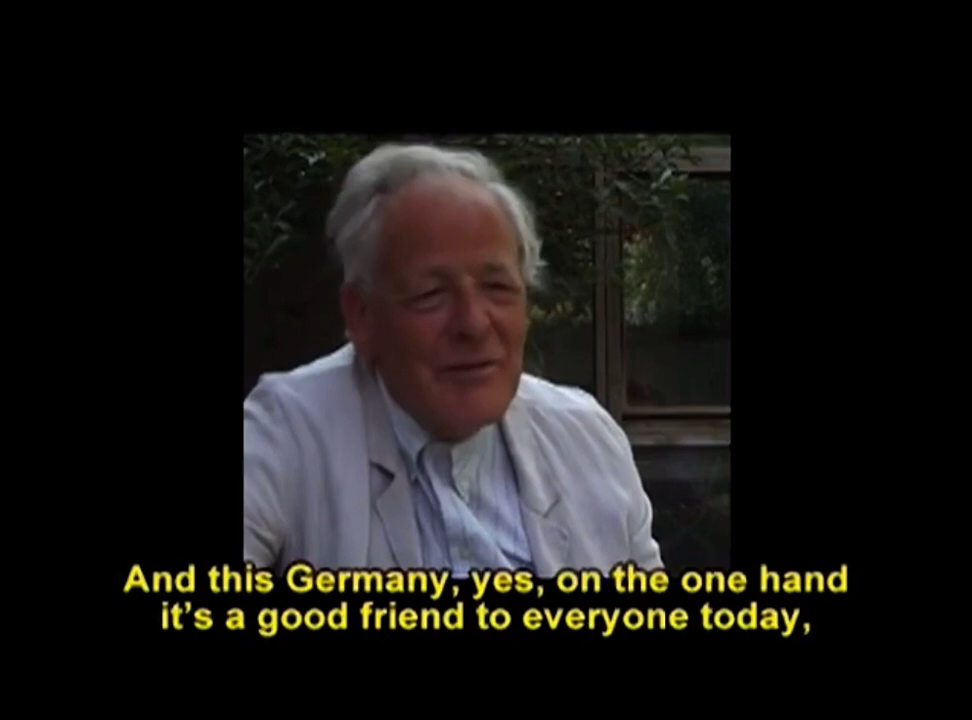 And this Germany, yes, on the one hand
it's a good friend to everyone today,